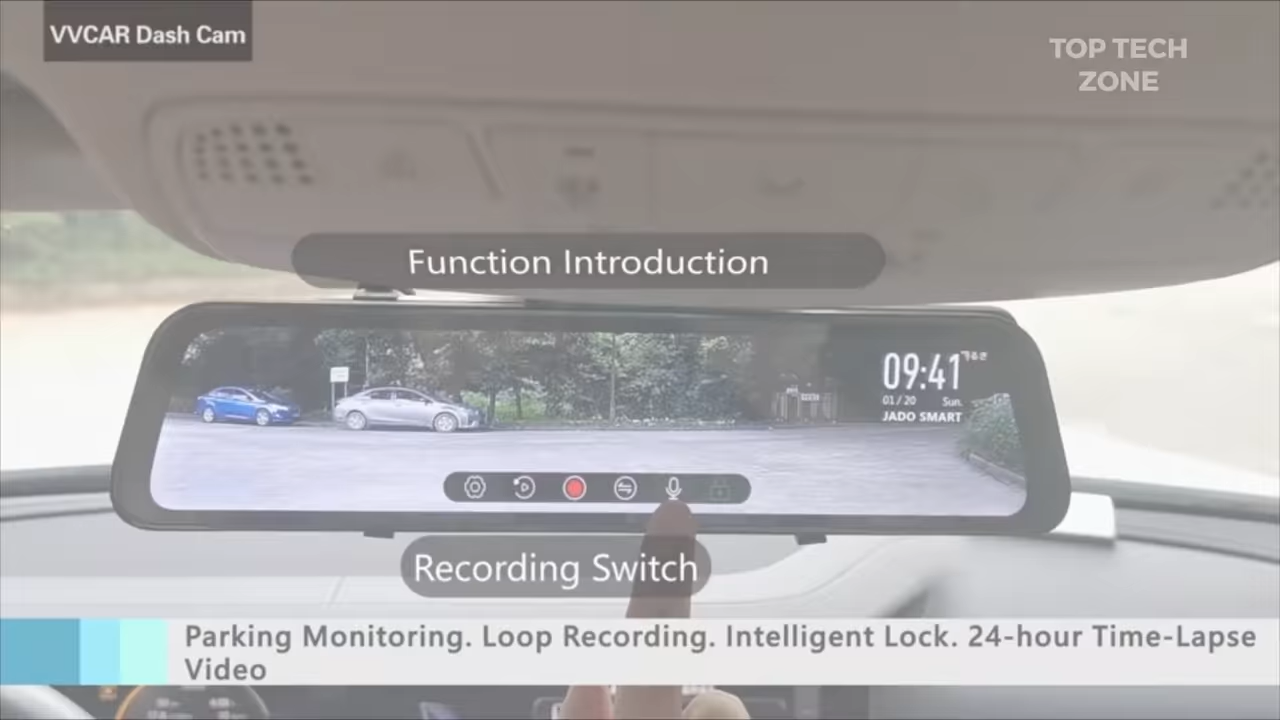 VVCAR Dash Cam
TOP TECH
ZONE
Function Introduction
09:41
01/20 Sun.
JADO SMART
Recording Switch
Parking Monitoring. Loop Recording. Intelligent Lock. 24-hour Time-Lapse
Video